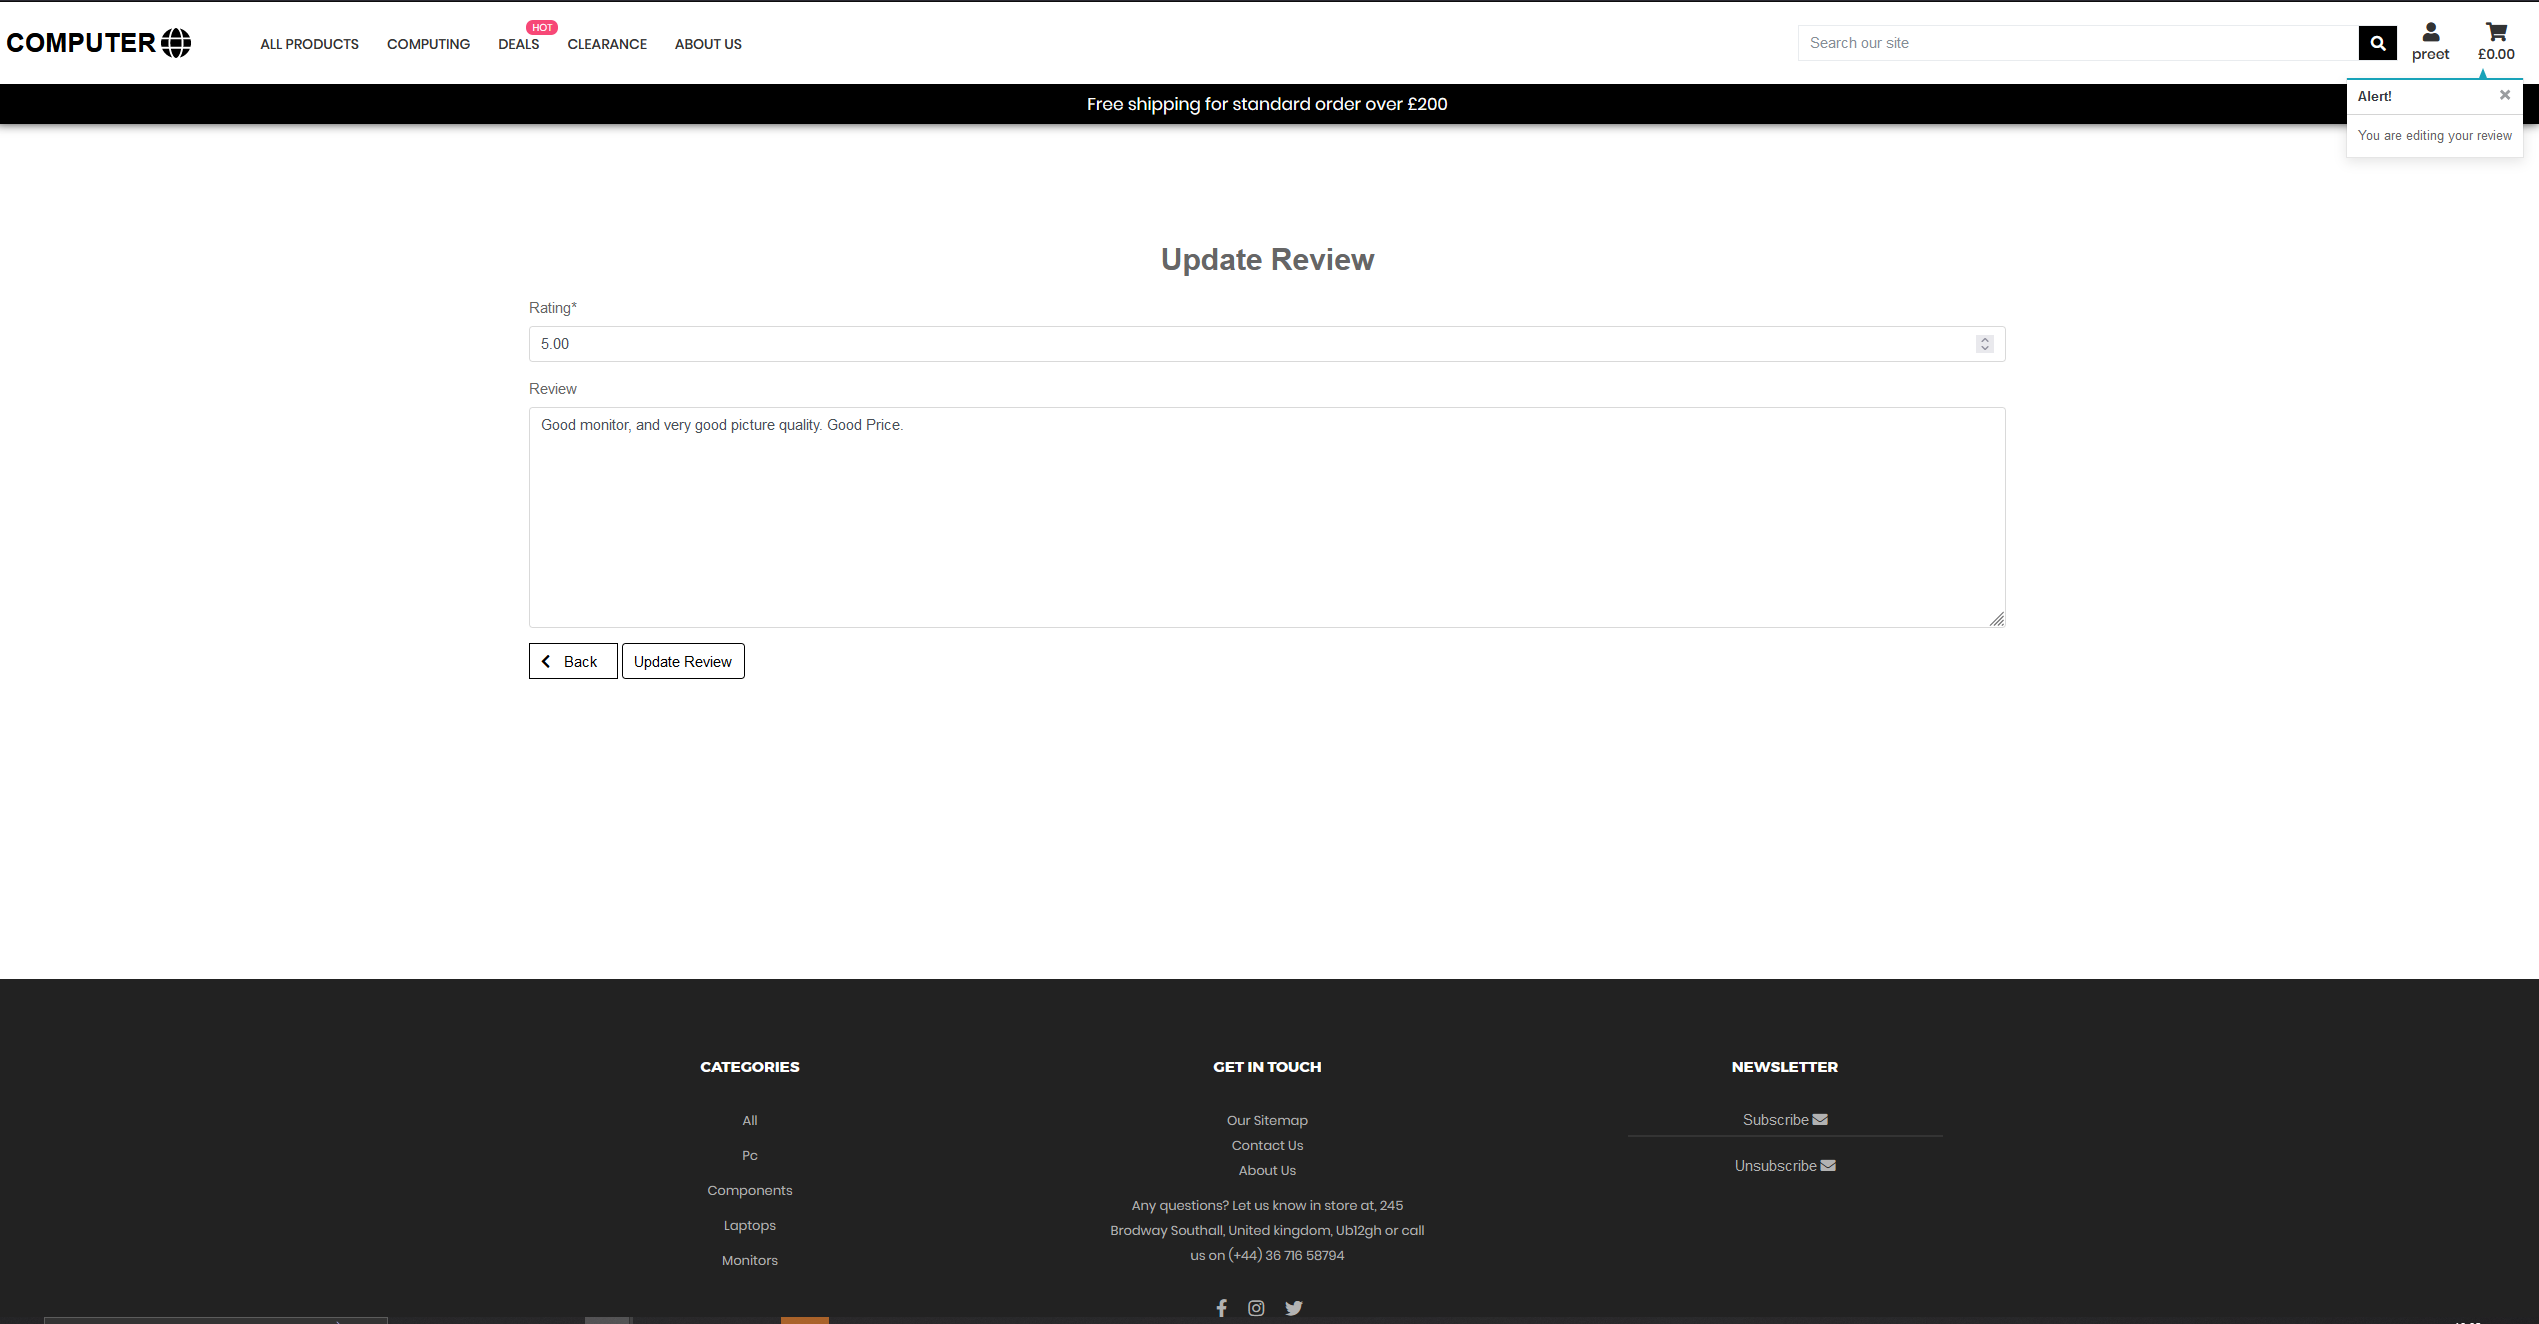 COMPUTER
ALL PRODUCTS COMPUTING DEALS HOT CLEARANCE ABOUT US
Search our site
preet
£0.00
Free shipping for standard order over £200
Alert!
You are editing your review
Update Review
Rating*
5.00
Review
Good monitor, and very good picture quality. Good Price.
Back Update Review
CATEGORIES
All
Pc
Components
Laptops
Monitors
GET IN TOUCH
Our Sitemap
Contact Us
About Us
Any questions? Let us know in store at, 245
Brodway Southall, United kingdom, Ub12gh or call
us on (+44) 36 716 58794
NEWSLETTER
Subscribe
Unsubscribe